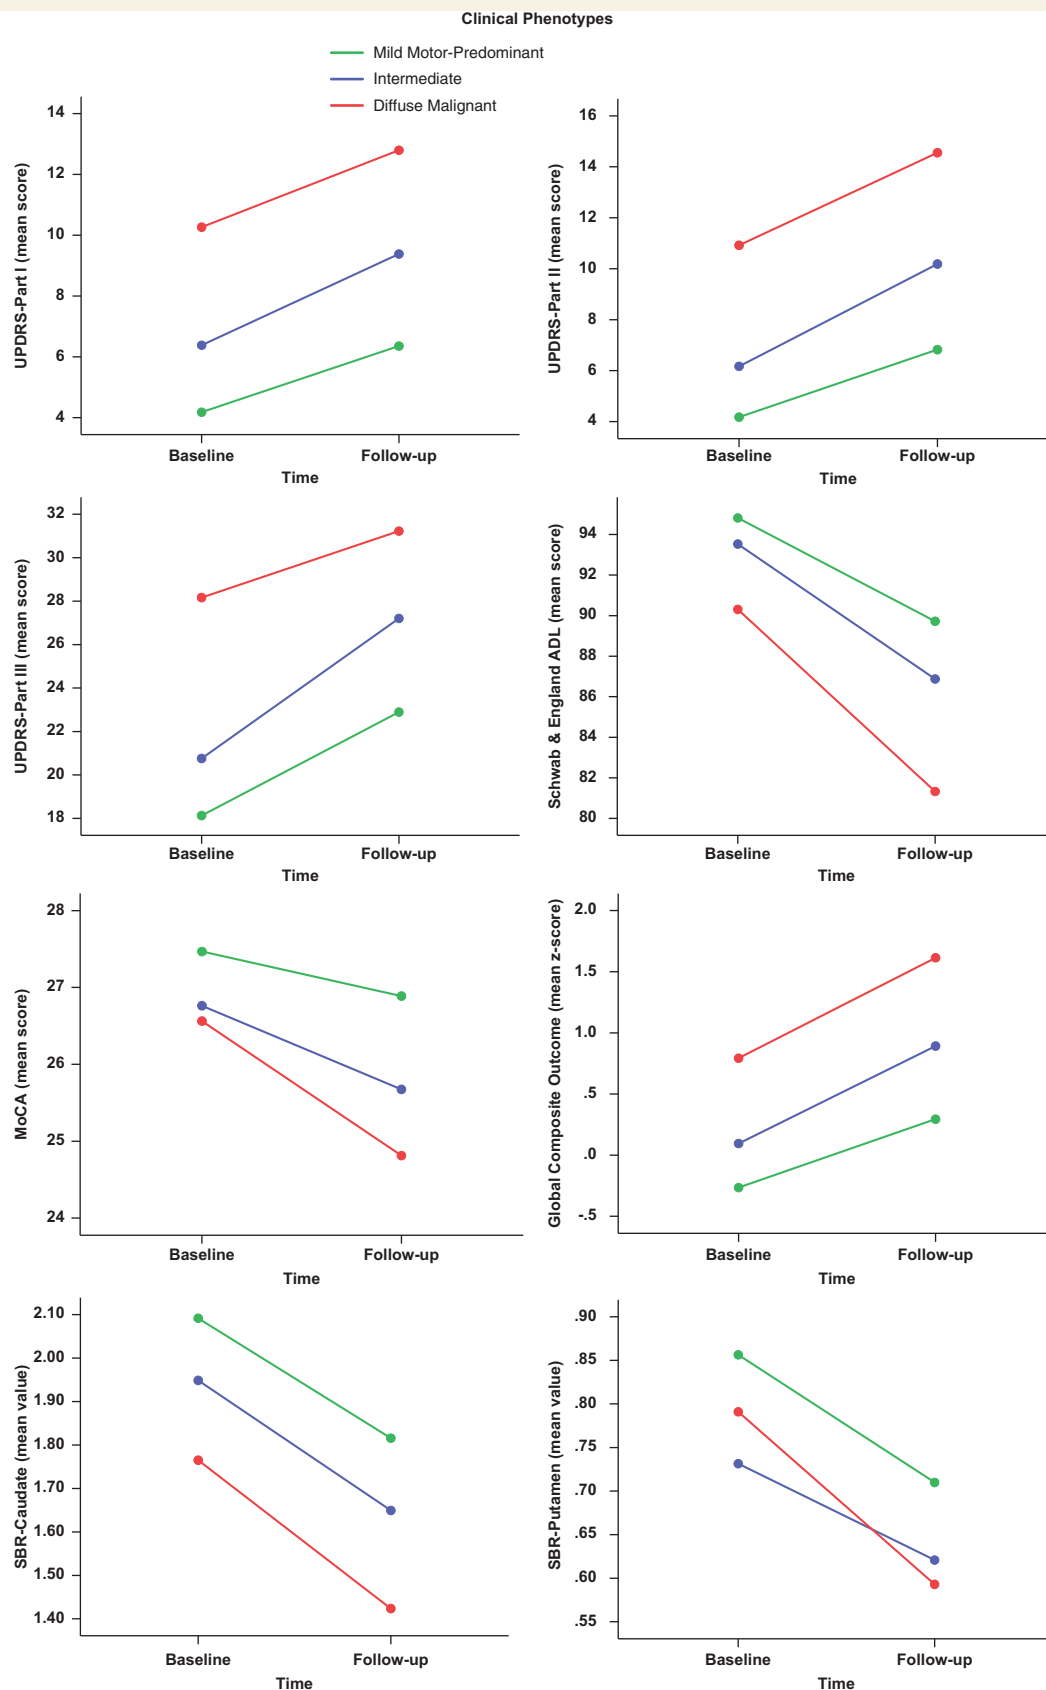 Clinical Phenotypes
Mild Motor-Predominant
Intermediate
Diffuse Malignant
UPDRS-Part I (mean score)
14
12
10
8
6
4
Baseline
Follow-up
Time
UPDRS-Part II (mean score)
16
14
12
10
8
6
4
Baseline
Follow-up
Time
UPDRS-Part III (mean score)
32
30
28
26
24
22
20
18
Baseline
Follow-up
Time
Schwab & England ADL (mean score)
94
92
90
88
86
84
82
80
Baseline
Follow-up
Time
MoCA (mean score)
28
27
26
25
24
Baseline
Follow-up
Time
Global Composite Outcome (mean z-score)
2.0
1.5
1.0
.5
.0
-.5
Baseline
Follow-up
Time
SBR-Caudate (mean value)
2.10
2.00
1.90
1.80
1.70
1.60
1.50
1.40
Baseline
Follow-up
Time
SBR-Putamen (mean value)
.90
.85
.80
.75
.70
.65
.60
.55
Baseline
Follow-up
Time